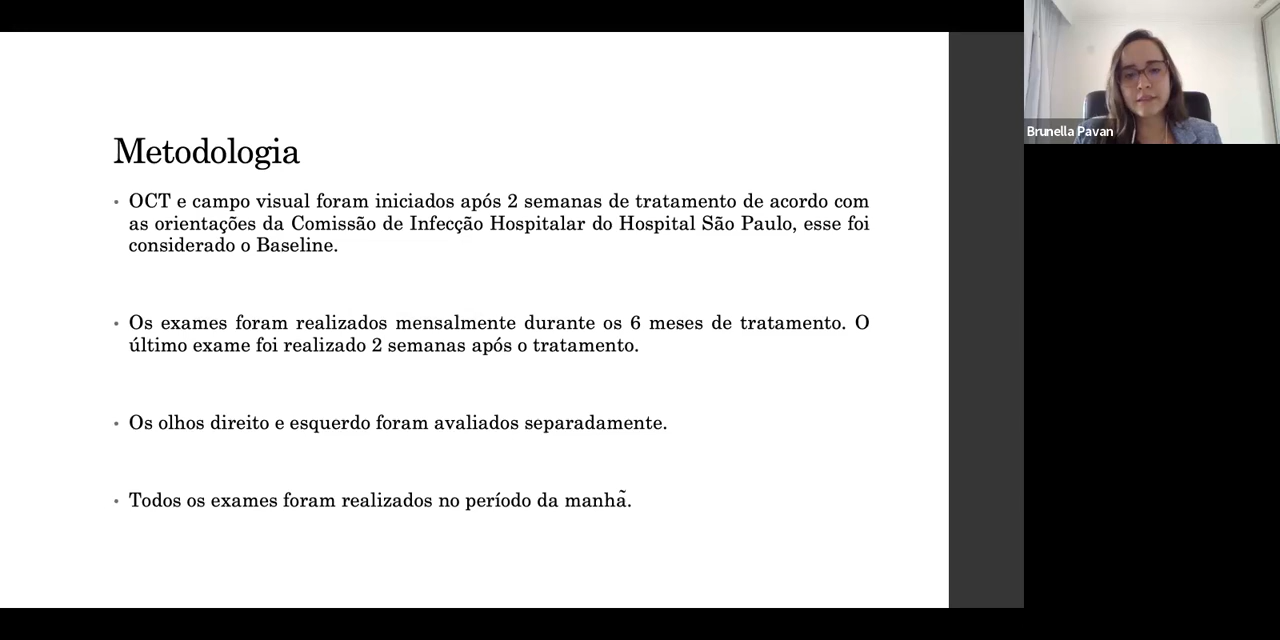 Metodologia
• OCT e campo visual foram iniciados após 2 semanas de tratamento de acordo com
as orientações da Comissão de Infecção Hospitalar do Hospital São Paulo, esse foi
considerado o Baseline.
• Os exames foram realizados mensalmente durante os 6 meses de tratamento. O
último exame foi realizado 2 semanas após o tratamento.
• Os olhos direito e esquerdo foram avaliados separadamente.
• Todos os exames foram realizados no período da manhã.
Brunella Pavan